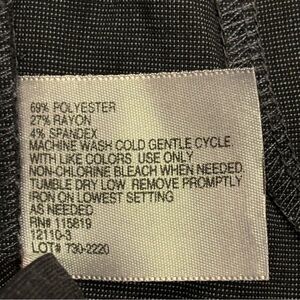 69% POLYESTER
27% RAYON
4% SPANDEX
MACHINE WASH COLD GENTLE CYCLE
WITH LIKE COLORS USE ONLY
NON-CHLORINE BLEACH WHEN NEEDED
TUMBLE DRY LOW REMOVE PROMPTLY
IRON ON LOWEST SETTING
AS NEEDED
RN# 115819
12110-3
LOT# 730-2220